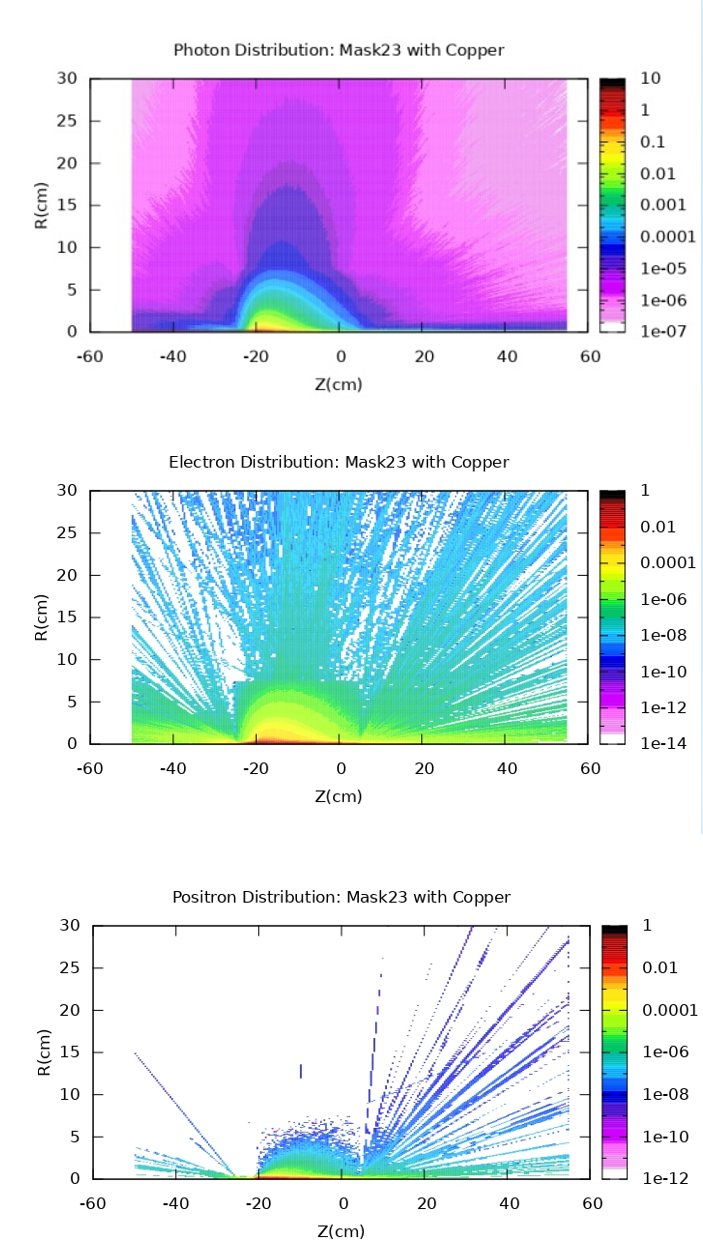 Photon Distribution: Mask23 with Copper
30
25
20
15
10
5
0
R(cm)
-60
-40
-20
0
20
40
60
Z(cm)
10
1
0.1
0.01
0.001
0.0001
1e-05
1e-06
1e-07
Electron Distribution: Mask23 with Copper
30
25
20
15
10
5
0
R(cm)
-60
-40
-20
0
20
40
60
Z(cm)
1
0.01
0.0001
1e-06
1e-08
1e-10
1e-12
1e-14
Positron Distribution: Mask23 with Copper
30
25
20
15
10
5
0
R(cm)
-60
-40
-20
0
20
40
60
Z(cm)
1
0.01
0.0001
1e-06
1e-08
1e-10
1e-12